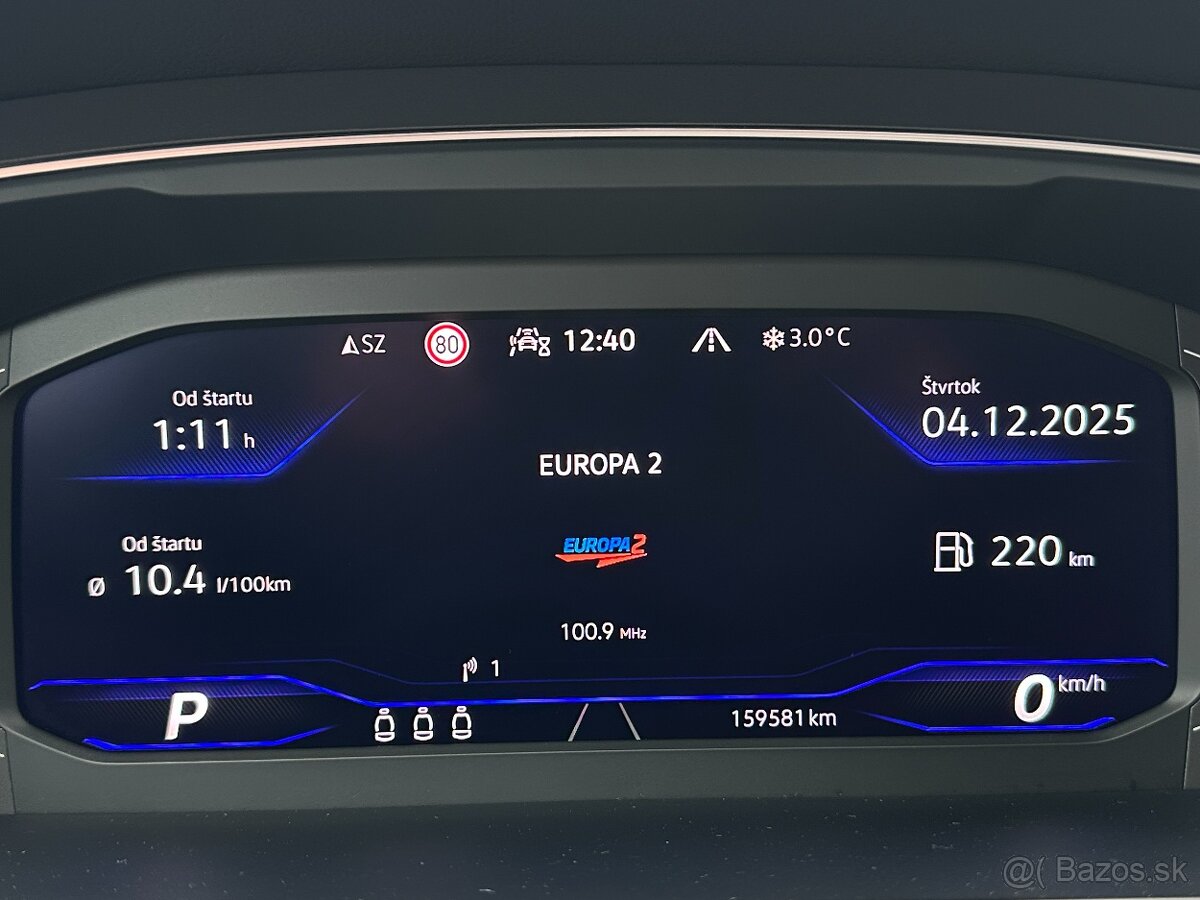 SZ 80 12:40 3.0°C
Od štartu
1:11 h
Štvrtok
04.12.2025
EUROPA 2
Od štartu
ø 10.4 l/100km
EUROPA 2
220 km
100.9 MHz
1
P
159581 km
0 km/h
@( Bazos.sk